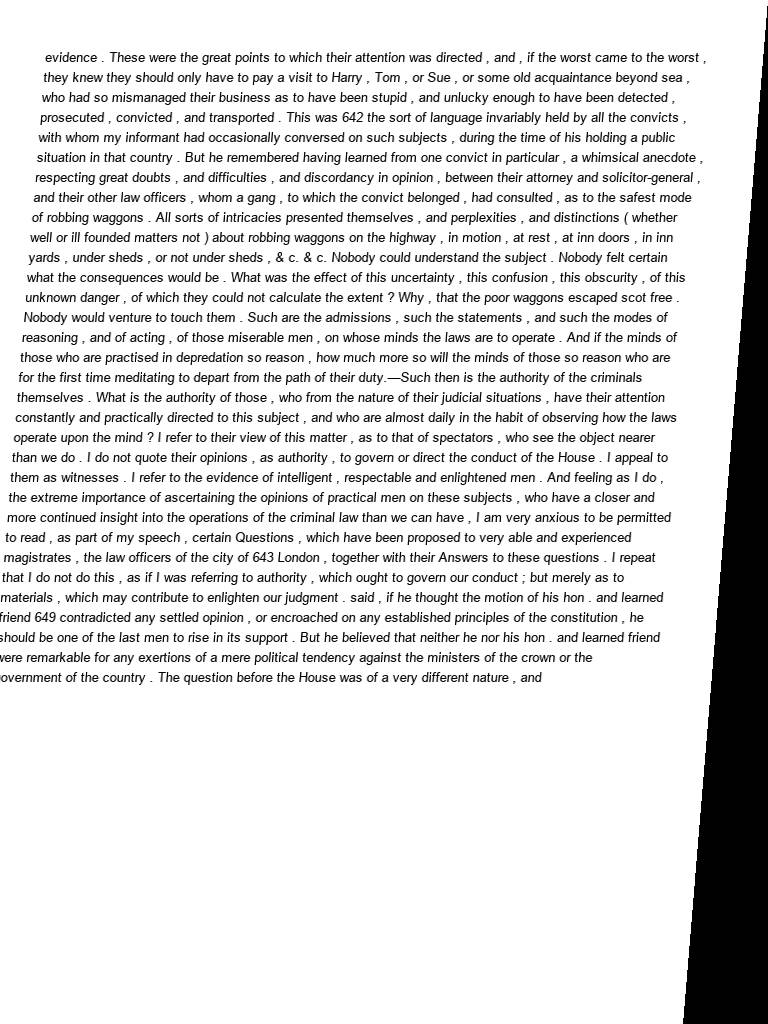 evidence . These were the great points to which their attention was directed , and , if the worst came to the worst ,
they knew they should only have to pay a visit to Harry , Tom , or Sue , or some old acquaintance beyond sea ,
who had so mismanaged their business as to have been stupid , and unlucky enough to have been detected ,
prosecuted , convicted , and transported . This was 642 the sort of language invariably held by all the convicts ,
with whom my informant had occasionally conversed on such subjects , during the time of his holding a public
situation in that country . But he remembered having learned from one convict in particular , a whimsical anecdote ,
respecting great doubts , and difficulties , and discordancy in opinion , between their attorney and solicitor-general ,
and their other law officers , whom a gang , to which the convict belonged , had consulted , as to the safest mode
of robbing waggons . All sorts of intricacies presented themselves , and perplexities , and distinctions ( whether
well or ill founded matters not ) about robbing waggons on the highway , in motion , at rest , at inn doors , in inn
yards , under sheds , or not under sheds , & c. & c. Nobody could understand the subject . Nobody felt certain
what the consequences would be . What was the effect of this uncertainty , this confusion , this obscurity , of this
unknown danger , of which they could not calculate the extent ? Why , that the poor waggons escaped scot free .
Nobody would venture to touch them . Such are the admissions , such the statements , and such the modes of
reasoning , and of acting , of those miserable men , on whose minds the laws are to operate . And if the minds of
those who are practised in depredation so reason , how much more so will the minds of those so reason who are
for the first time meditating to depart from the path of their duty.—Such then is the authority of the criminals
themselves . What is the authority of those , who from the nature of their judicial situations , have their attention
constantly and practically directed to this subject , and who are almost daily in the habit of observing how the laws
operate upon the mind ? I refer to their view of this matter , as to that of spectators , who see the object nearer
than we do . I do not quote their opinions , as authority , to govern or direct the conduct of the House . I appeal to
them as witnesses . I refer to the evidence of intelligent , respectable and enlightened men . And feeling as I do ,
the extreme importance of ascertaining the opinions of practical men on these subjects , who have a closer and
more continued insight into the operations of the criminal law than we can have , I am very anxious to be permitted
to read , as part of my speech , certain Questions , which have been proposed to very able and experienced
magistrates , the law officers of the city of 643 London , together with their Answers to these questions . I repeat
that I do not do this , as if I was referring to authority , which ought to govern our conduct ; but merely as to
materials , which may contribute to enlighten our judgment . said , if he thought the motion of his hon . and learned
friend 649 contradicted any settled opinion , or encroached on any established principles of the constitution , he
should be one of the last men to rise in its support . But he believed that neither he nor his hon . and learned friend
were remarkable for any exertions of a mere political tendency against the ministers of the crown or the
government of the country . The question before the House was of a very different nature , and